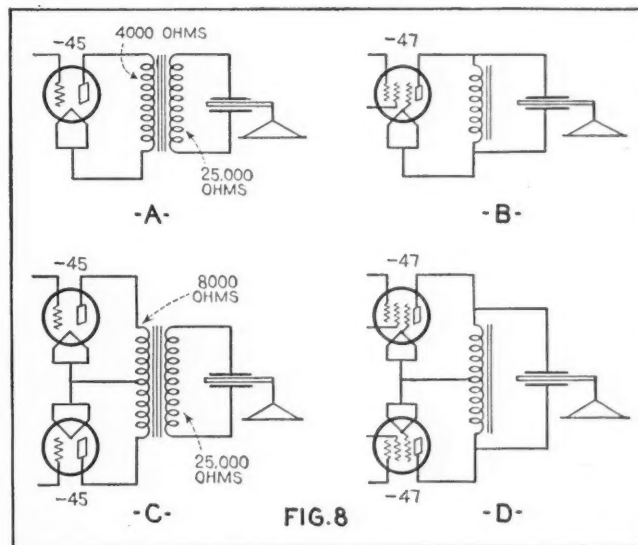 -45
4000 OHMS
25,000
OHMS
-A-
-47
-B-
-45
8000
OHMS
25,000
OHMS
-45
-C-
-47
-47
-D-
FIG.8